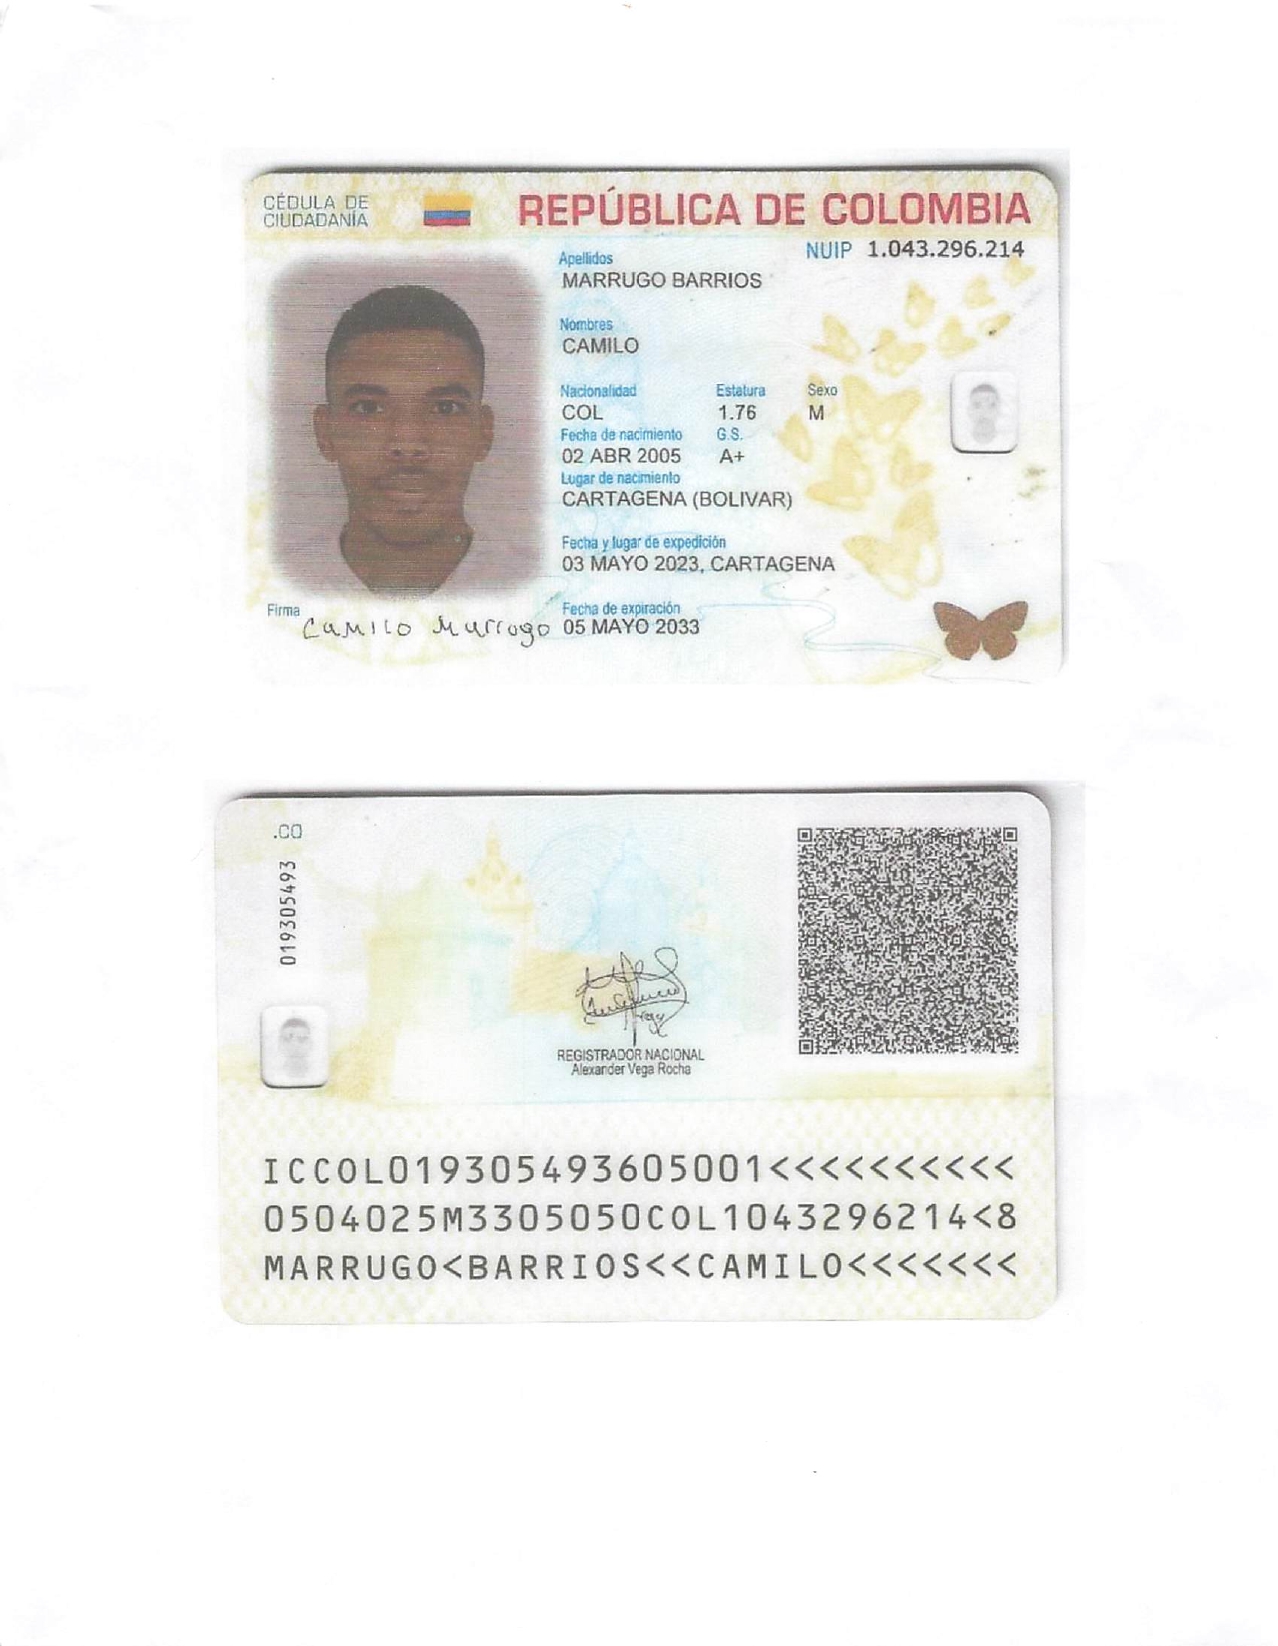 CÉDULA DE
CIUDADANÍA
REPÚBLICA DE COLOMBIA
NUIP 1.043.296.214
Apellidos
MARRUGO BARRIOS
Nombres
CAMILO
Nacionalidad Estatura Sexo
COL 1.76 M
Fecha de nacimiento G.S.
02 ABR 2005 A+
Lugar de nacimiento
CARTAGENA (BOLIVAR)
Fecha y lugar de expedición
03 MAYO 2023, CARTAGENA
Firma
Camilo Marrugo
Fecha de expiración
05 MAYO 2033
.CO
019305493
REGISTRADOR NACIONAL
Alexander Vega Rocha
ICCOL019305493605001<<<<<<<<<<
0504025M3305050COL1043296214<8
MARRUGO<BARRIOS<<CAMILO<<<<<<<